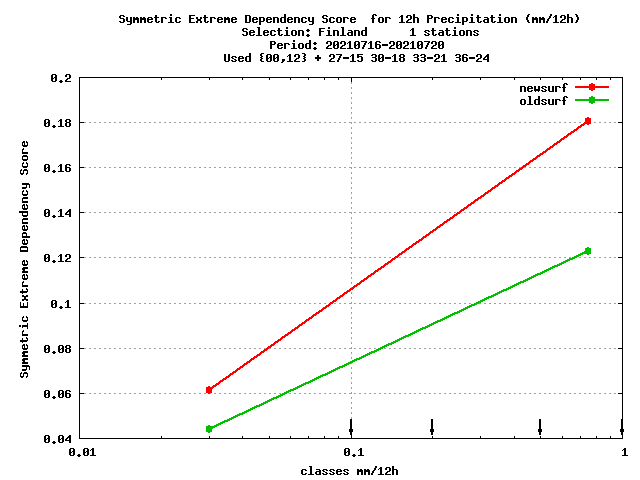 Symmetric Extreme Dependency Score  for 12h Precipitation (mm/12h)
Selection: Finland      1 stations
Period: 20210716-20210720
Used {00,12} + 27-15 30-18 33-21 36-24
newsurf
oldsurf
Symmetric Extreme Dependency Score
0.2
0.18
0.16
0.14
0.12
0.1
0.08
0.06
0.04
0.01
0.1
1
classes mm/12h